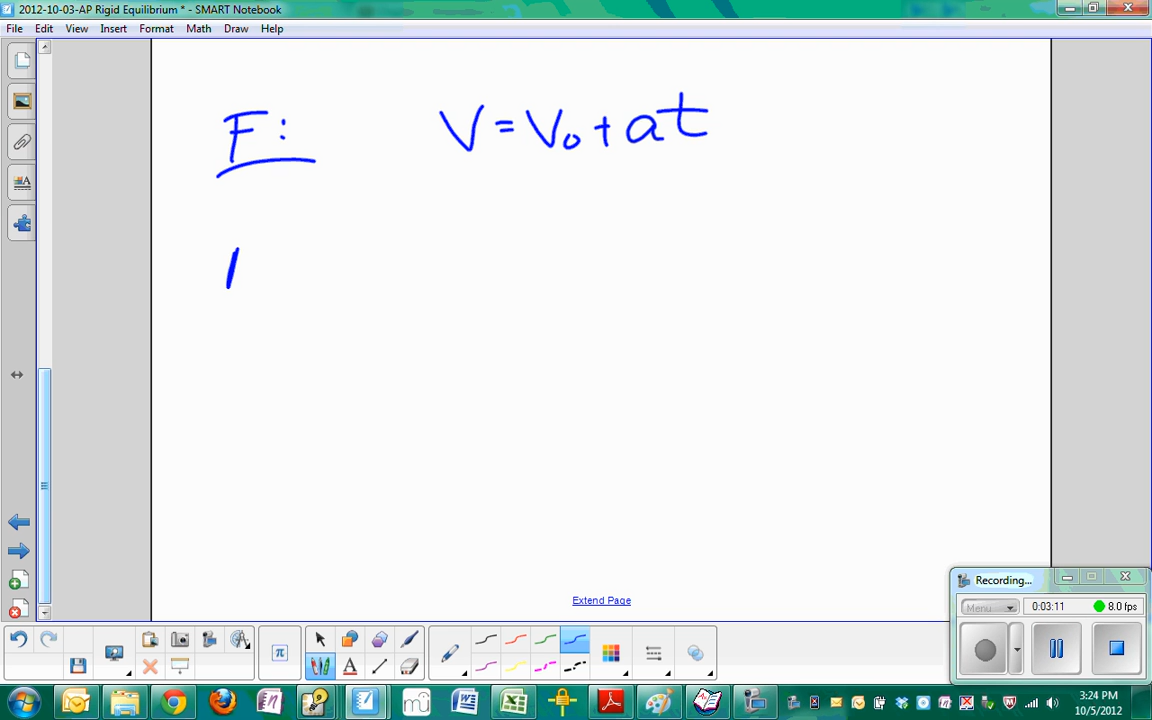 2012-10-03-AP Rigid Equilibrium * - SMART Notebook
File Edit View Insert Format Math Draw Help
F: V = V₀ + at
Extend Page
Recording...
Menu 0:03:11 8.0 fps
π
A
3:24 PM
10/5/2012